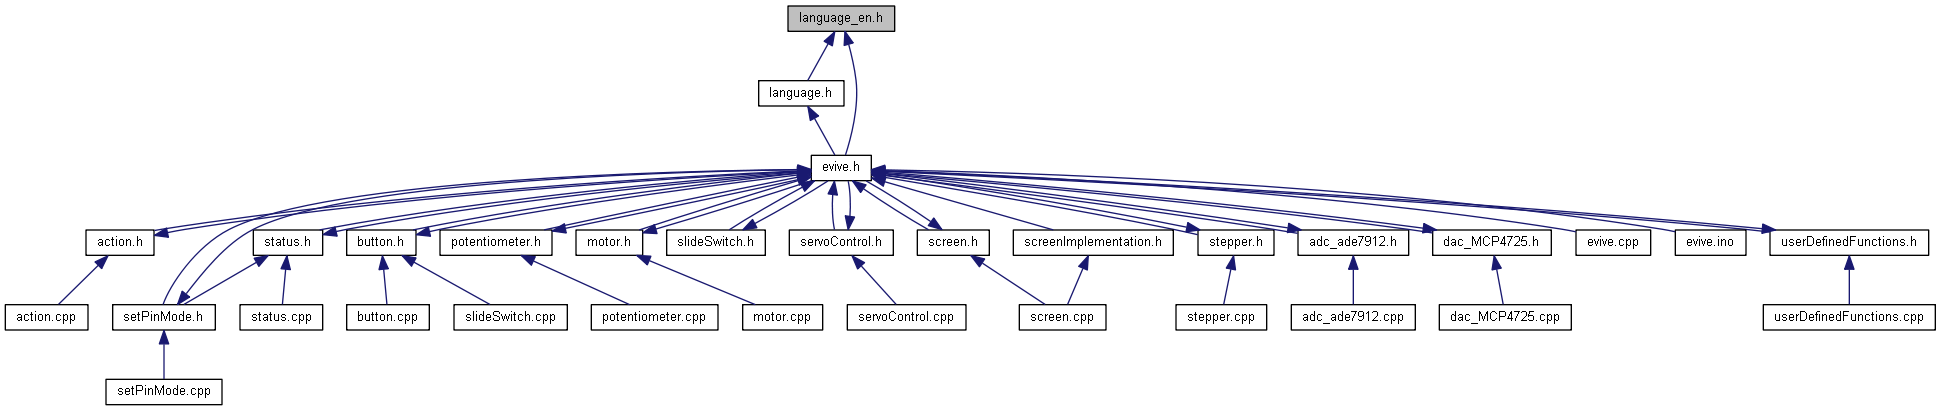 language_en.h
language.h
evive.h
action.h
status.h
button.h
potentiometer.h
motor.h
slideSwitch.h
servoControl.h
screen.h
screenImplementation.h
stepper.h
adc_ade7912.h
dac_MCP4725.h
evive.cpp
evive.ino
userDefinedFunctions.h
action.cpp
setPinMode.h
status.cpp
button.cpp
slideSwitch.cpp
potentiometer.cpp
motor.cpp
servoControl.cpp
screen.cpp
stepper.cpp
adc_ade7912.cpp
dac_MCP4725.cpp
userDefinedFunctions.cpp
setPinMode.cpp